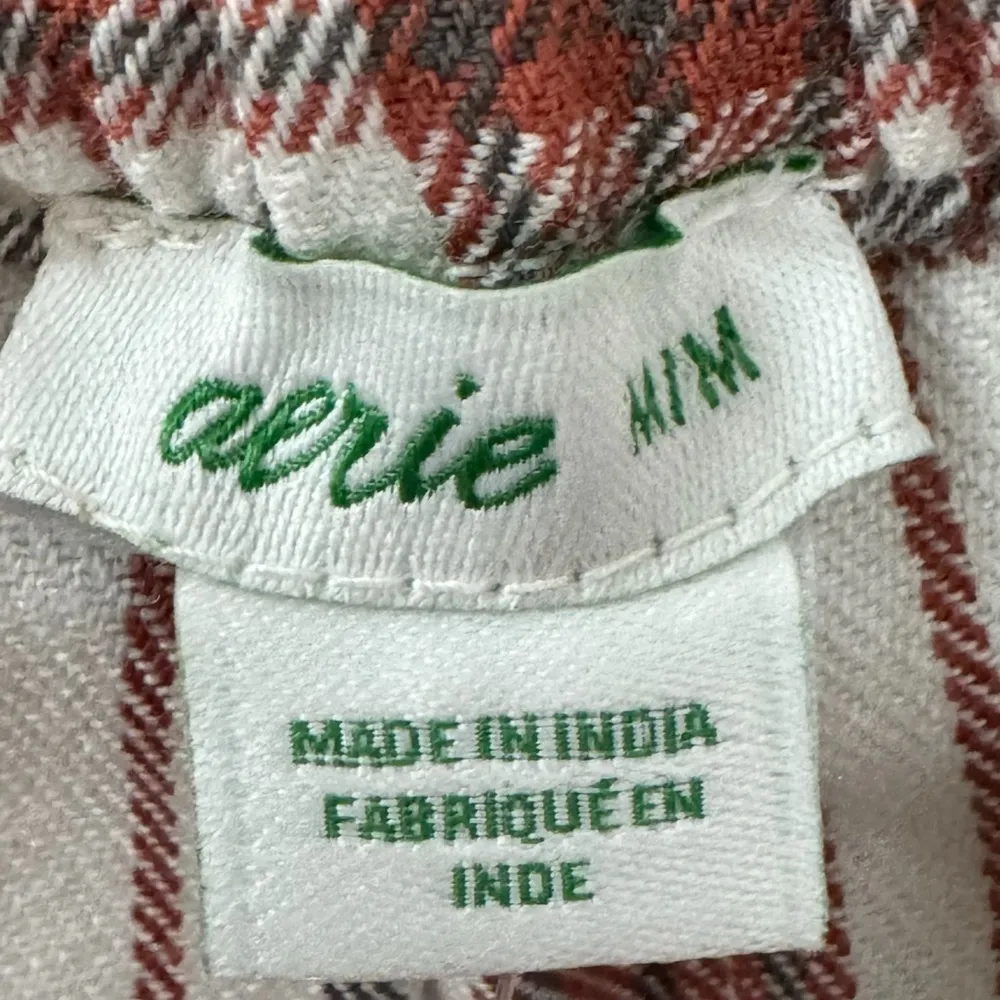 aerie M/M
MADE IN INDIA
FABRIQUÉ EN
INDE